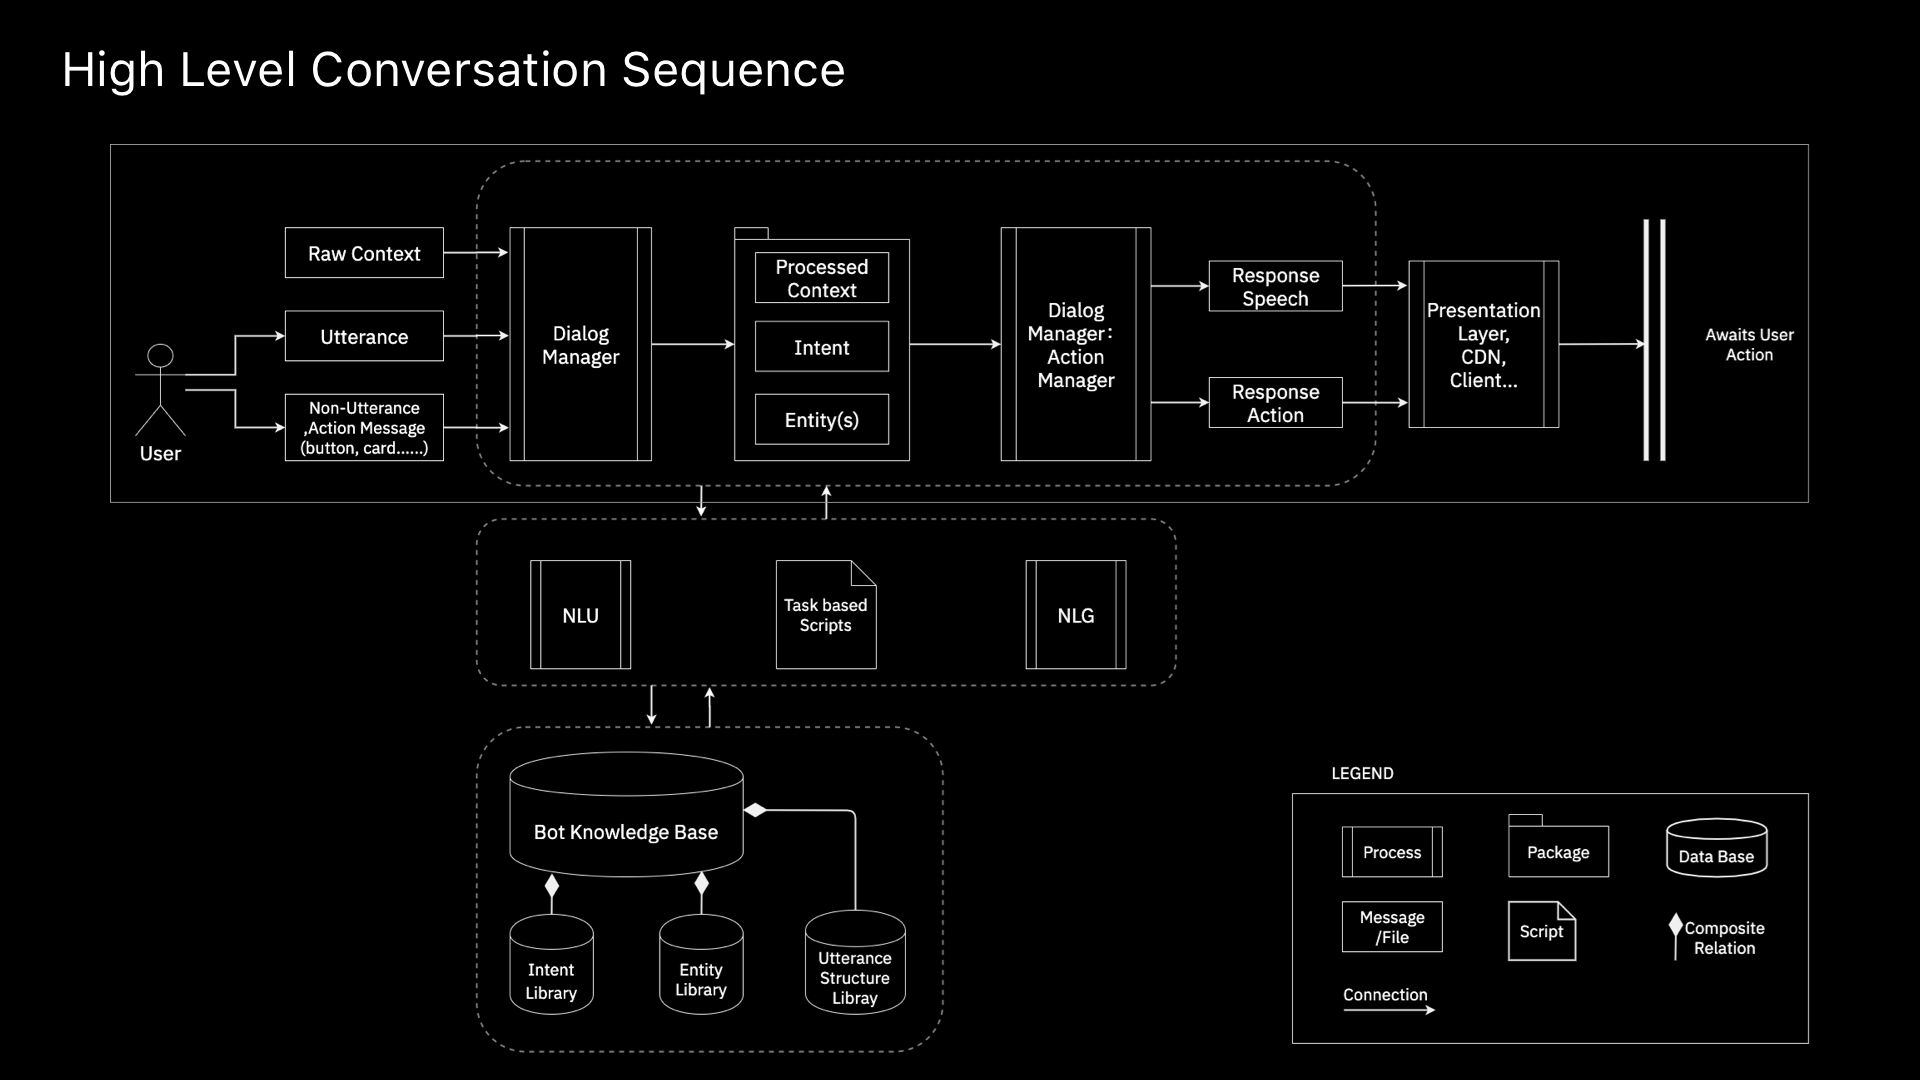 High Level Conversation Sequence
Raw Context
Utterance
Non-Utterance
,Action Message
(button, card......)
User
Dialog
Manager
Processed
Context
Intent
Entity(s)
Dialog
Manager:
Action
Manager
Response
Speech
Response
Action
Presentation
Layer,
CDN,
Client...
Awaits User
Action
NLU
Task based
Scripts
NLG
Bot Knowledge Base
Intent
Library
Entity
Library
Utterance
Structure
Libray
LEGEND
Process
Package
Data Base
Message
/File
Script
Composite
Relation
Connection